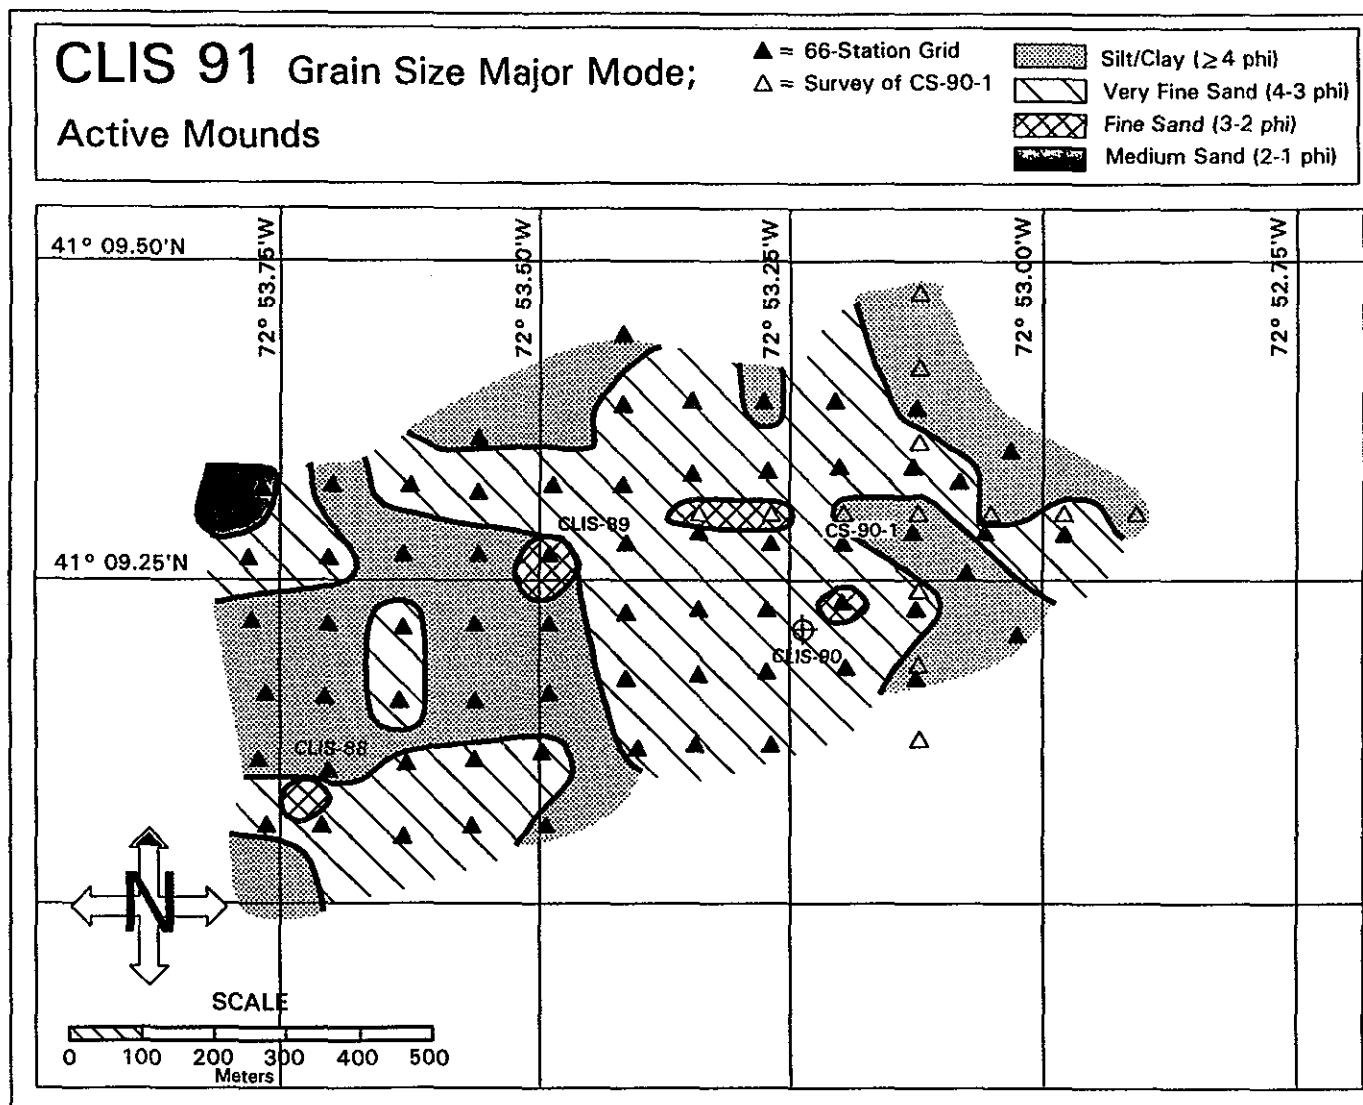 CLIS 91 Grain Size Major Mode;
Active Mounds
▲ = 66-Station Grid
△ = Survey of CS-90-1
Silt/Clay (≥4 phi)
Very Fine Sand (4-3 phi)
Fine Sand (3-2 phi)
Medium Sand (2-1 phi)
72° 53.75'W
72° 53.50'W
72° 53.25'W
72° 53.00'W
72° 52.75'W
41° 09.50'N
CLIS-89
CS-90-1
41° 09.25'N
CLIS-90
CLIS-88
N
SCALE
0 100 200 300 400 500
Meters